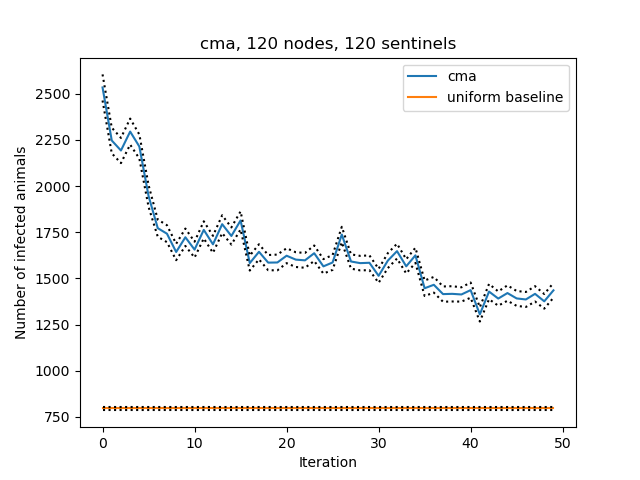 cma, 120 nodes, 120 sentinels
cma
uniform baseline
Number of infected animals
2500
2250
2000
1750
1500
1250
1000
750
0 10 20 30 40 50
Iteration